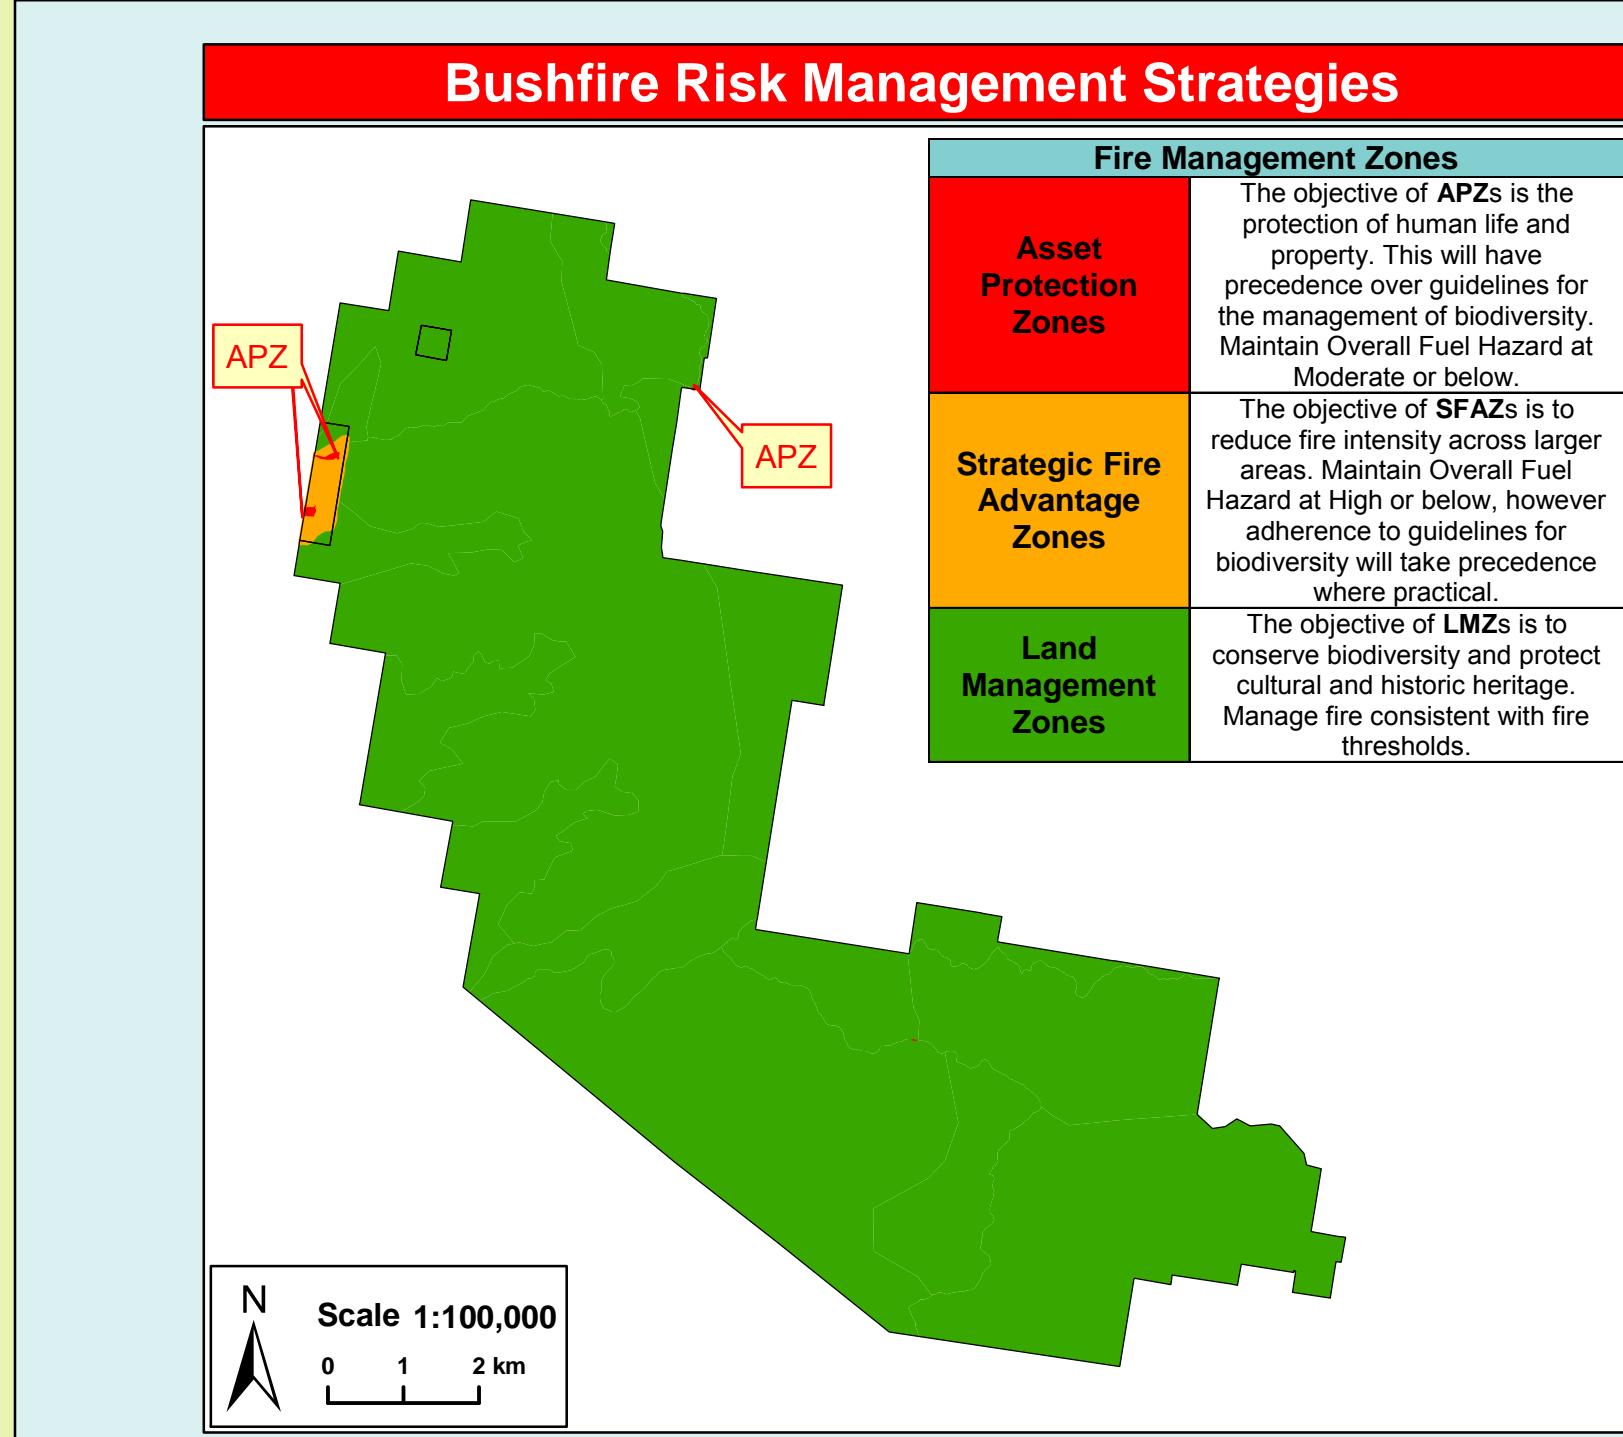 Bushfire Risk Management Strategies
Fire Management Zones
Asset
Protection
Zones
The objective of APZs is the
protection of human life and
property. This will have
precedence over guidelines for
the management of biodiversity.
Maintain Overall Fuel Hazard at
Moderate or below.
Strategic Fire
Advantage
Zones
The objective of SFAZs is to
reduce fire intensity across larger
areas. Maintain Overall Fuel
Hazard at High or below, however
adherence to guidelines for
biodiversity will take precedence
where practical.
Land
Management
Zones
The objective of LMZs is to
conserve biodiversity and protect
cultural and historic heritage.
Manage fire consistent with fire
thresholds.
APZ
APZ
N
Scale 1:100,000
0 1 2 km